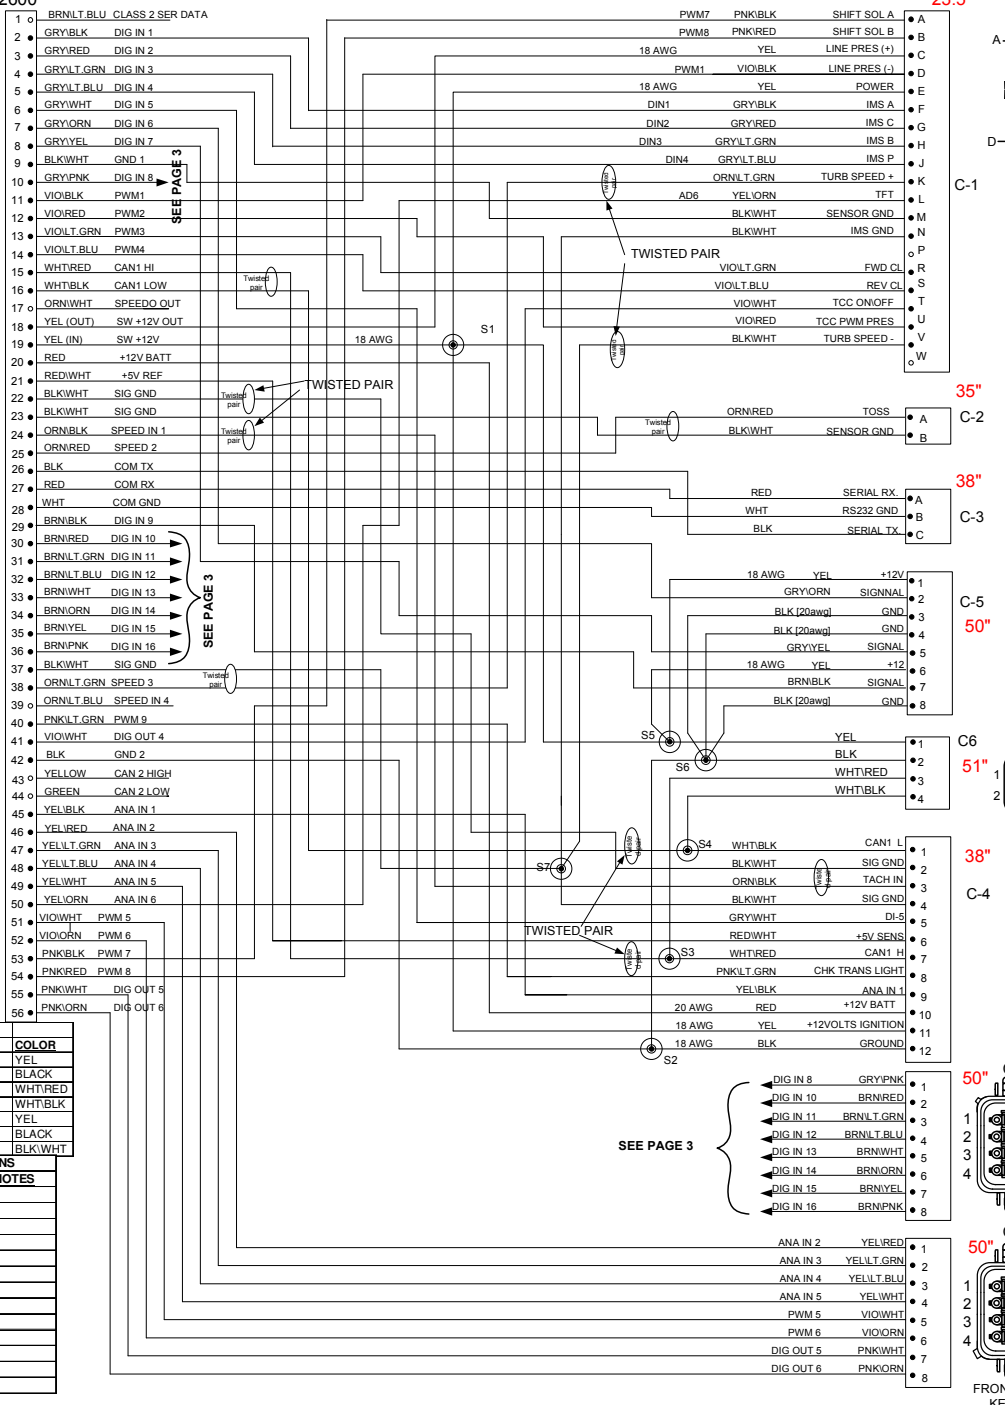 1 BRN\LT.BLU CLASS 2 SER DATA
2 GRY\BLK DIG IN 1
3 GRY\RED DIG IN 2
4 GRY\LT.GRN DIG IN 3
5 GRY\LT.BLU DIG IN 4
6 GRY\WHT DIG IN 5
7 GRY\ORN DIG IN 6
8 GRY\YEL DIG IN 7
9 BLK\WHT GND 1
10 GRY\PNK DIG IN 8
11 VIO\BLK PWM1
12 VIO\RED PWM2
13 VIO\LT.GRN PWM3
14 VIO\LT.BLU PWM4
15 WHT\RED CAN1 HI
16 WHT\BLK CAN1 LOW
17 ORN\WHT SPEEDO OUT
18 YEL (OUT) SW +12V OUT
19 YEL (IN) SW +12V
20 RED +12V BATT
21 RED\WHT +5V REF
22 BLK\WHT SIG GND
23 BLK\WHT SIG GND
24 ORN\BLK SPEED IN 1
25 ORN\RED SPEED 2
26 BLK COM TX
27 RED COM RX
28 WHT COM GND
29 BRN\BLK DIG IN 9
30 BRN\RED DIG IN 10
31 BRN\LT.GRN DIG IN 11
32 BRN\LT.BLU DIG IN 12
33 BRN\WHT DIG IN 13
34 BRN\ORN DIG IN 14
35 BRN\YEL DIG IN 15
36 BRN\PNK DIG IN 16
37 BLK\WHT SIG GND
38 ORN\LT.GRN SPEED 3
39 ORN\LT.BLU SPEED IN 4
40 PNK\LT.GRN PWM 9
41 VIO\WHT DIG OUT 4
42 BLK GND 2
43 YELLOW CAN 2 HIGH
44 GREEN CAN 2 LOW
45 YEL\BLK ANA IN 1
46 YEL\RED ANA IN 2
47 YEL\LT.GRN ANA IN 3
48 YEL\LT.BLU ANA IN 4
49 YEL\WHT ANA IN 5
50 YEL\ORN ANA IN 6
51 VIO\WHT PWM 5
52 VIO\ORN PWM 6
53 PNK\BLK PWM 7
54 PNK\RED PWM 8
55 PNK\WHT DIG OUT 5
56 PNK\ORN DIG OUT 6
SEE PAGE 3
SEE PAGE 3
Twisted pair
Twisted pair
Twisted pair
Twisted pair
TWISTED PAIR
18 AWG
S1
COLOR
YEL
BLACK
WHT\RED
WHT\BLK
YEL
BLACK
BLK\WHT
PWM7 PNK\BLK SHIFT SOL A A
PWM8 PNK\RED SHIFT SOL B B
18 AWG YEL LINE PRES (+) C
PWM1 VIO\BLK LINE PRES (-) D
18 AWG YEL POWER E
DIN1 GRY\BLK IMS A F
DIN2 GRY\RED IMS C G
DIN3 GRY\LT.GRN IMS B H
DIN4 GRY\LT.BLU IMS P J
ORN\LT.GRN TURB SPEED + K
AD6 YEL\ORN TFT L
BLK\WHT SENSOR GND M
BLK\WHT IMS GND N
P
VIO\LT.GRN FWD CL R
VIO\LT.BLU REV CL S
VIO\WHT TCC ON\OFF T
VIO\RED TCC PWM PRES U
BLK\WHT TURB SPEED - V
W
C-1
Twisted pair
TWISTED PAIR
Twisted pair
A
D
35"
ORN\RED TOSS A
BLK\WHT SENSOR GND B
C-2
Twisted pair
38"
RED SERIAL RX. A
WHT RS232 GND B
BLK SERIAL TX. C
C-3
18 AWG YEL +12V 1
GRY\ORN SIGNNAL 2
BLK [20awg] GND 3
BLK [20awg] GND 4
GRY\YEL SIGNAL 5
18 AWG YEL +12 6
BRN\BLK SIGNAL 7
BLK [20awg] GND 8
C-5
50"
S5
S6
YEL 1
BLK 2
WHT\RED 3
WHT\BLK 4
C6
51"
1
2
S4
S7
S3
S2
TWISTED PAIR
WHT\BLK CAN1 L 1
BLK\WHT SIG GND 2
ORN\BLK TACH IN 3
BLK\WHT SIG GND 4
GRY\WHT DI-5 5
RED\WHT +5V SENS 6
WHT\RED CAN1 H 7
PNK\LT.GRN CHK TRANS LIGHT 8
YEL\BLK ANA IN 1 9
20 AWG RED +12V BATT 10
18 AWG YEL +12VOLTS IGNITION 11
18 AWG BLK GROUND 12
38"
C-4
SEE PAGE 3
DIG IN 8 GRY\PNK 1
DIG IN 10 BRN\RED 2
DIG IN 11 BRN\LT.GRN 3
DIG IN 12 BRN\LT.BLU 4
DIG IN 13 BRN\WHT 5
DIG IN 14 BRN\ORN 6
DIG IN 15 BRN\YEL 7
DIG IN 16 BRN\PNK 8
50"
1
2
3
4
ANA IN 2 YEL\RED 1
ANA IN 3 YEL\LT.GRN 2
ANA IN 4 YEL\LT.BLU 3
ANA IN 5 YEL\WHT 4
PWM 5 VIO\WHT 5
PWM 6 VIO\ORN 6
DIG OUT 5 PNK\WHT 7
DIG OUT 6 PNK\ORN 8
50"
1
2
3
4